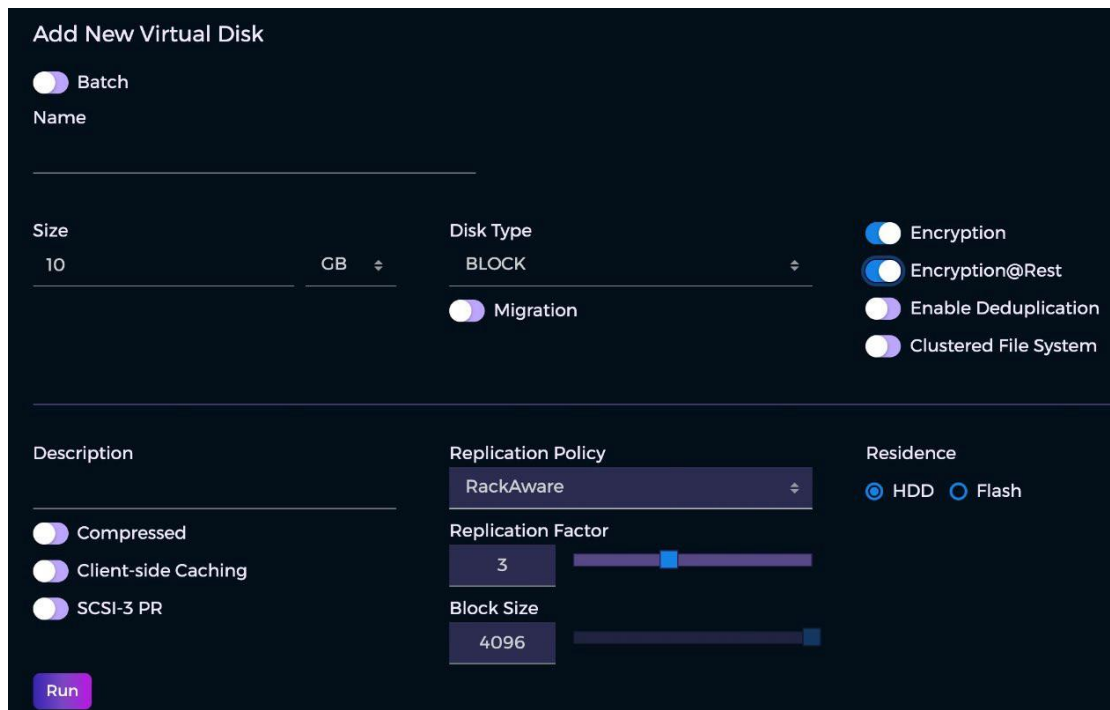 Add New Virtual Disk
Batch
Name
Size
10
GB
Disk Type
BLOCK
Migration
Encryption
Encryption@Rest
Enable Deduplication
Clustered File System
Description
Compressed
Client-side Caching
SCSI-3 PR
Replication Policy
RackAware
Replication Factor
3
Block Size
4096
Residence
HDD Flash
Run